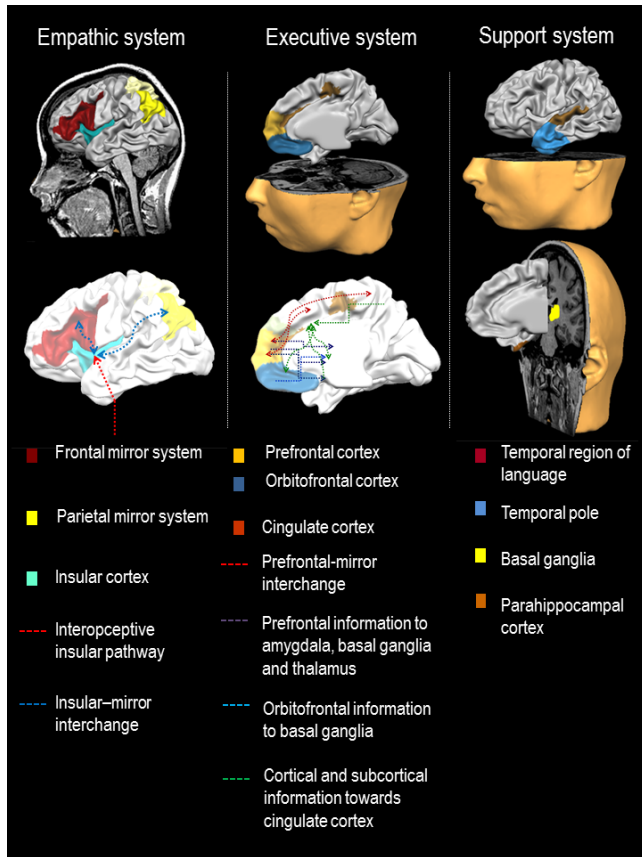 Empathic system
Executive system
Support system
Frontal mirror system
Parietal mirror system
Insular cortex
Interopceptive
insular pathway
Insular–mirror
interchange
Prefrontal cortex
Orbitofrontal cortex
Cingulate cortex
Prefrontal-mirror
interchange
Prefrontal information to
amygdala, basal ganglia
and thalamus
Orbitofrontal information
to basal ganglia
Cortical and subcortical
information towards
cingulate cortex
Temporal region of
language
Temporal pole
Basal ganglia
Parahippocampal
cortex